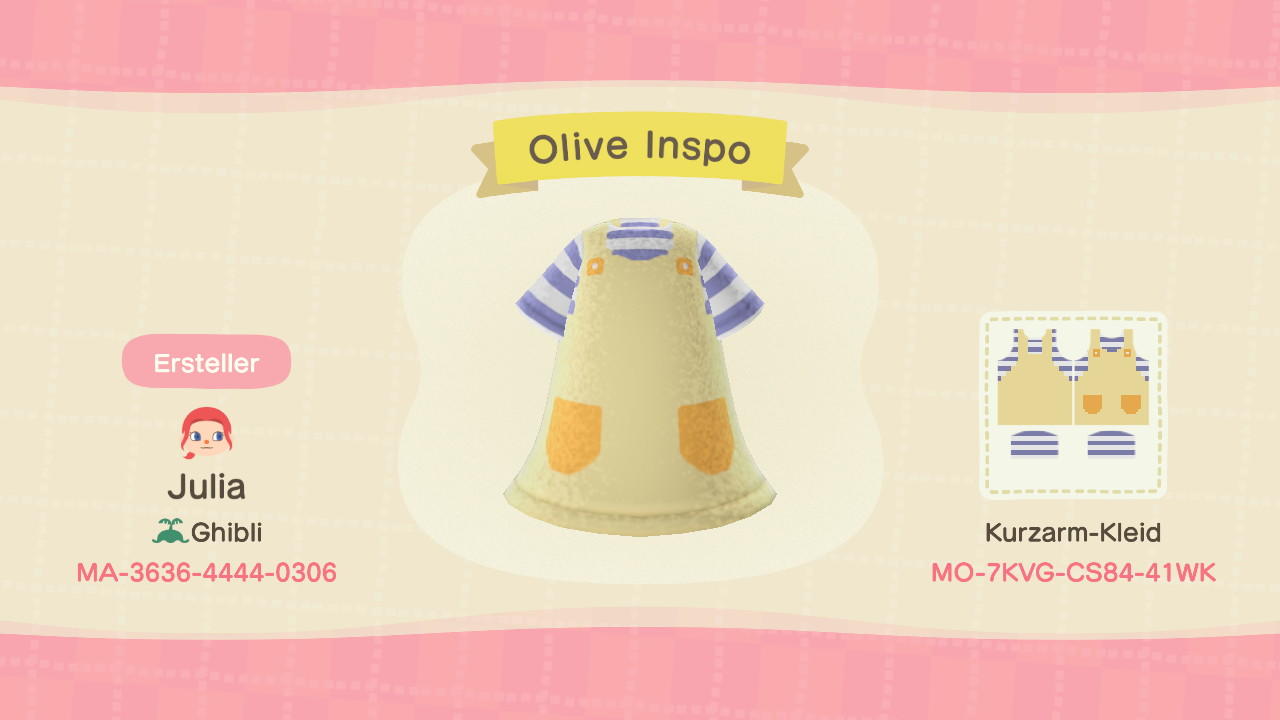 Olive Inspo
Ersteller
Julia
Ghibli
MA-3636-4444-0306
Kurzarm-Kleid
MO-7KVG-CS84-41WK